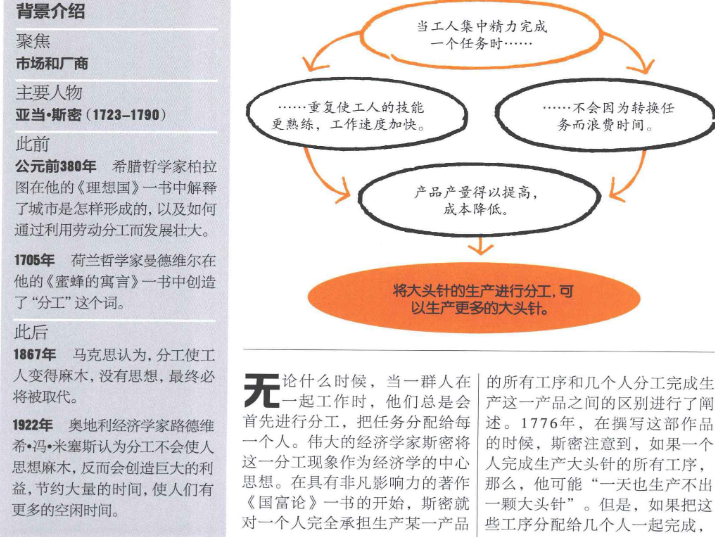 背景介绍
聚焦
市场和厂商
主要人物
亚当•斯密（1723–1790）
此前
公元前380年 希腊哲学家柏拉
图在他的《理想国》一书中解释
了城市是怎样形成的，以及如何
通过利用劳动分工而发展壮大。
1705年 荷兰哲学家曼德维尔在
他的《蜜蜂的寓言》一书中创造
了“分工”这个词。
此后
1867年 马克思认为，分工使工
人变得麻木，没有思想，最终必
将被取代。
1922年 奥地利经济学家路德维
希•冯•米塞斯认为分工不会使人
思想麻木，反而会创造巨大的利
益，节约大量的时间，使人们有
更多的空闲时间。
当工人集中精力完成
一个任务时……
……重复使工人的技能
更熟练，工作速度加快。
……不会因为转换任
务而浪费时间。
产品产量得以提高，
成本降低。
将大头针的生产进行分工，可
以生产更多的大头针。
无论什么时候，当一群人在
一起工作时，他们总是会
首先进行分工，把任务分配给每
一个人。伟大的经济学家斯密将
这一分工现象作为经济学的中心
思想。在具有非凡影响力的著作
《国富论》一书的开始，斯密就
对一个人完全承担生产某一产品
的所有工序和几个人分工完成生
产这一产品之间的区别进行了阐
述。1776年，在撰写这部作品
的时候，斯密注意到，如果一个
人完成生产大头针的所有工序，
那么，他可能“一天也生产不出
一颗大头针”。但是，如果把这
些工序分配给几个人一起完成，